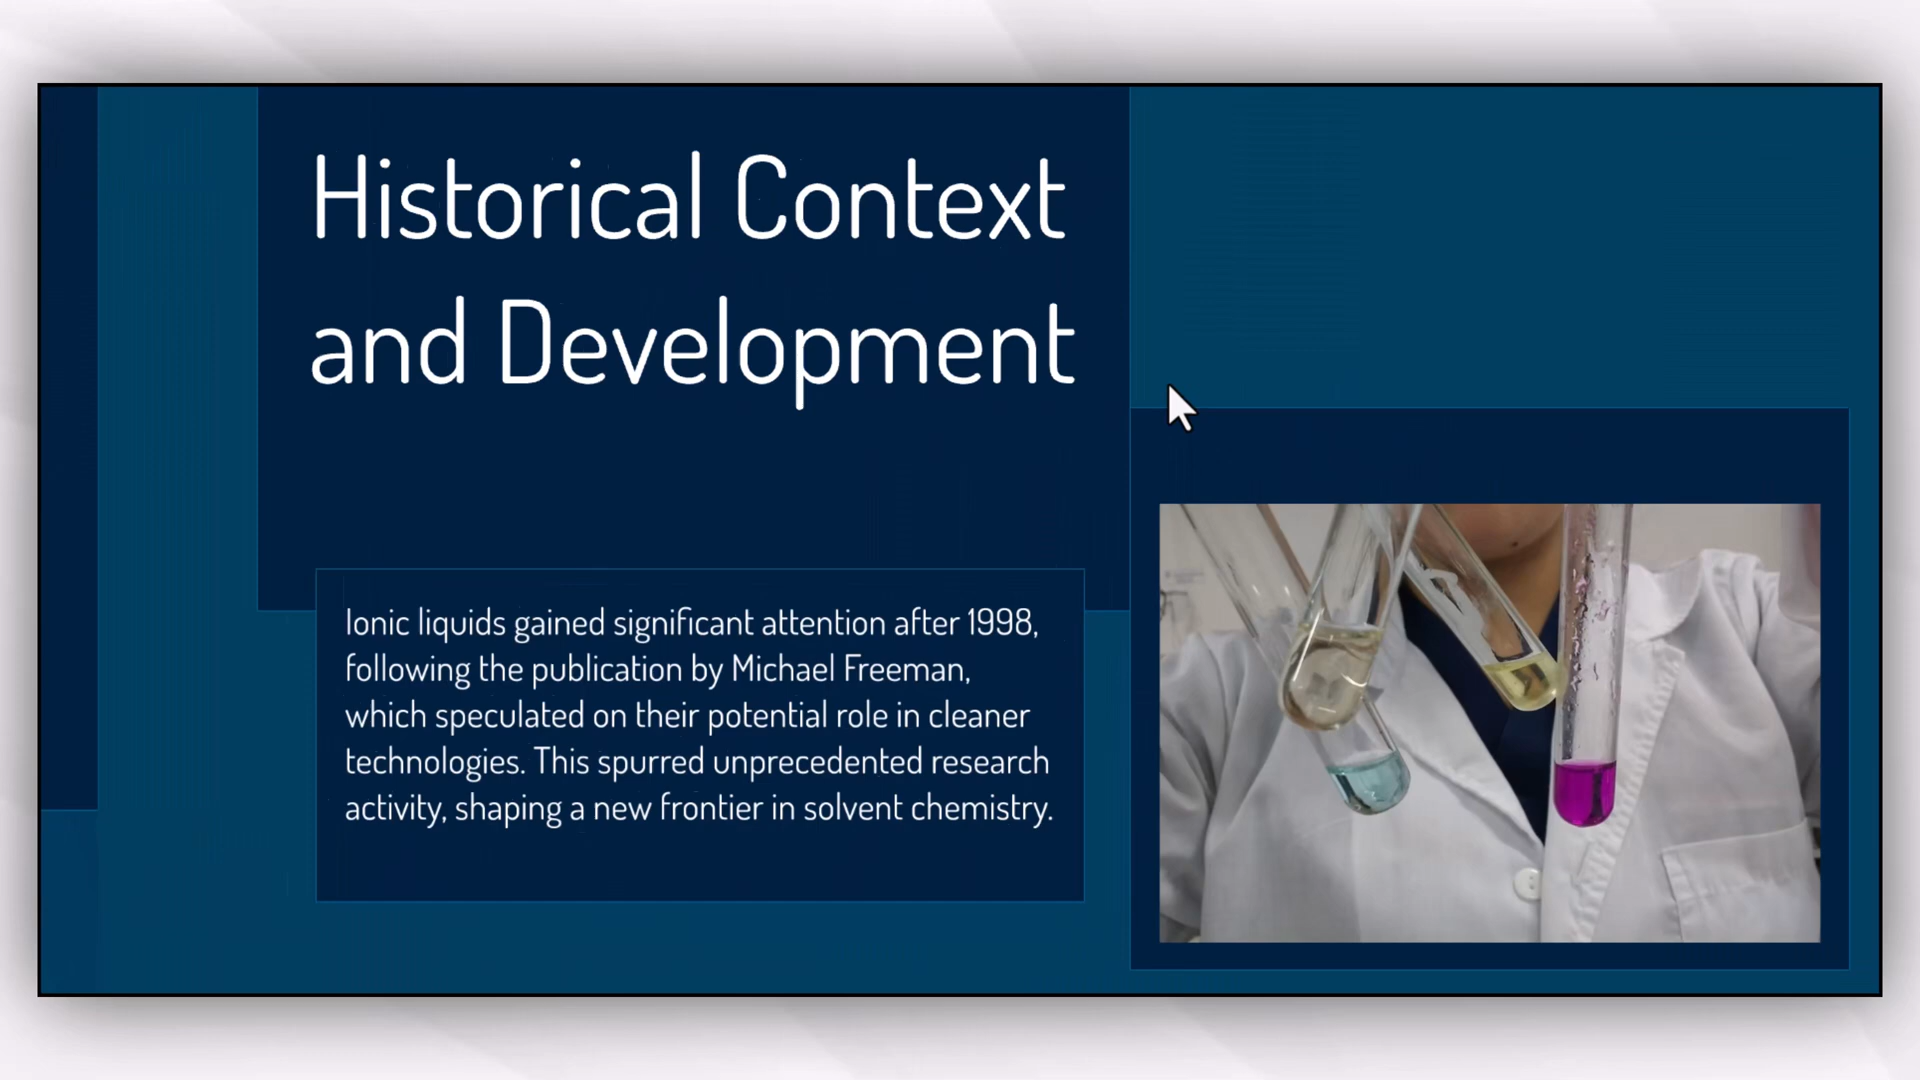 Historical Context
and Development
Ionic liquids gained significant attention after 1998,
following the publication by Michael Freeman,
which speculated on their potential role in cleaner
technologies. This spurred unprecedented research
activity, shaping a new frontier in solvent chemistry.